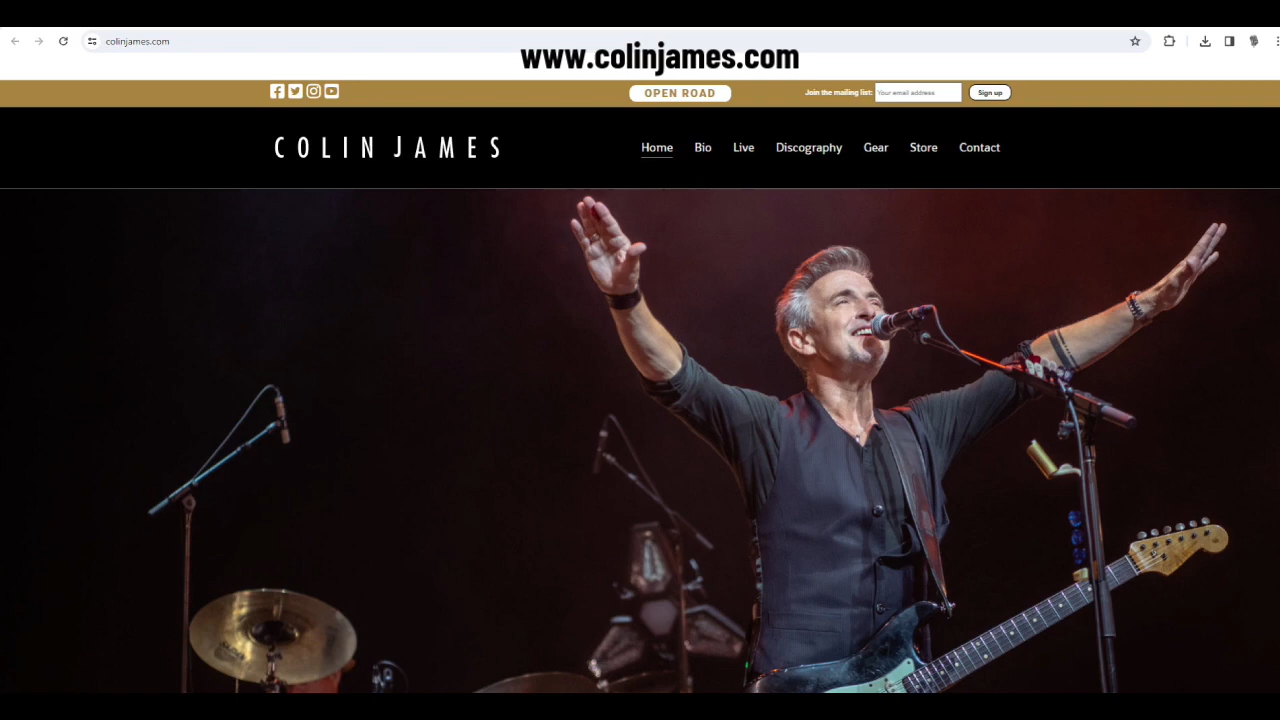 colinjames.com
www.colinjames.com
OPEN ROAD
Join the mailing list:
Your email address
Sign up
COLIN JAMES
Home Bio Live Discography Gear Store Contact